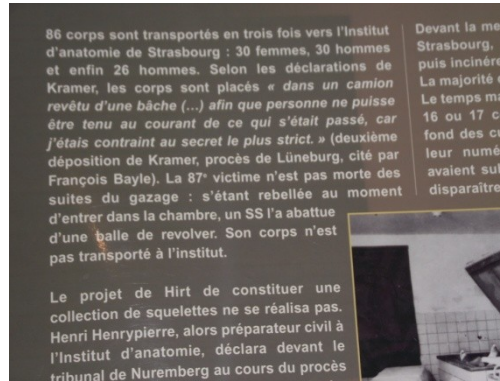 86 corps sont transportés en trois fois vers l'Institut
d'anatomie de Strasbourg : 30 femmes, 30 hommes
et enfin 26 hommes. Selon les déclarations de
Kramer, les corps sont placés « dans un camion
revêtu d'une bâche (...) afin que personne ne puisse
être tenu au courant de ce qui s'était passé, car
j'étais contraint au secret le plus strict. » (deuxième
déposition de Kramer, procès de Lüneburg, cité par
François Bayle). La 87e victime n'est pas morte des
suites du gazage : s'étant rebellée au moment
d'entrer dans la chambre, un SS l'a abattue
d'une balle de revolver. Son corps n'est
pas transporté à l'institut.
Le projet de Hirt de constituer une
collection de squelettes ne se réalisa pas.
Henri Henrypierre, alors préparateur civil à
l'Institut d'anatomie, déclara devant le
tribunal de Nuremberg au cours du procès
Devant la me
Strasbourg,
puis incinére
La majorité d
Le temps ma
16 ou 17 c
fond des c
leur numé
avaient sub
disparaître